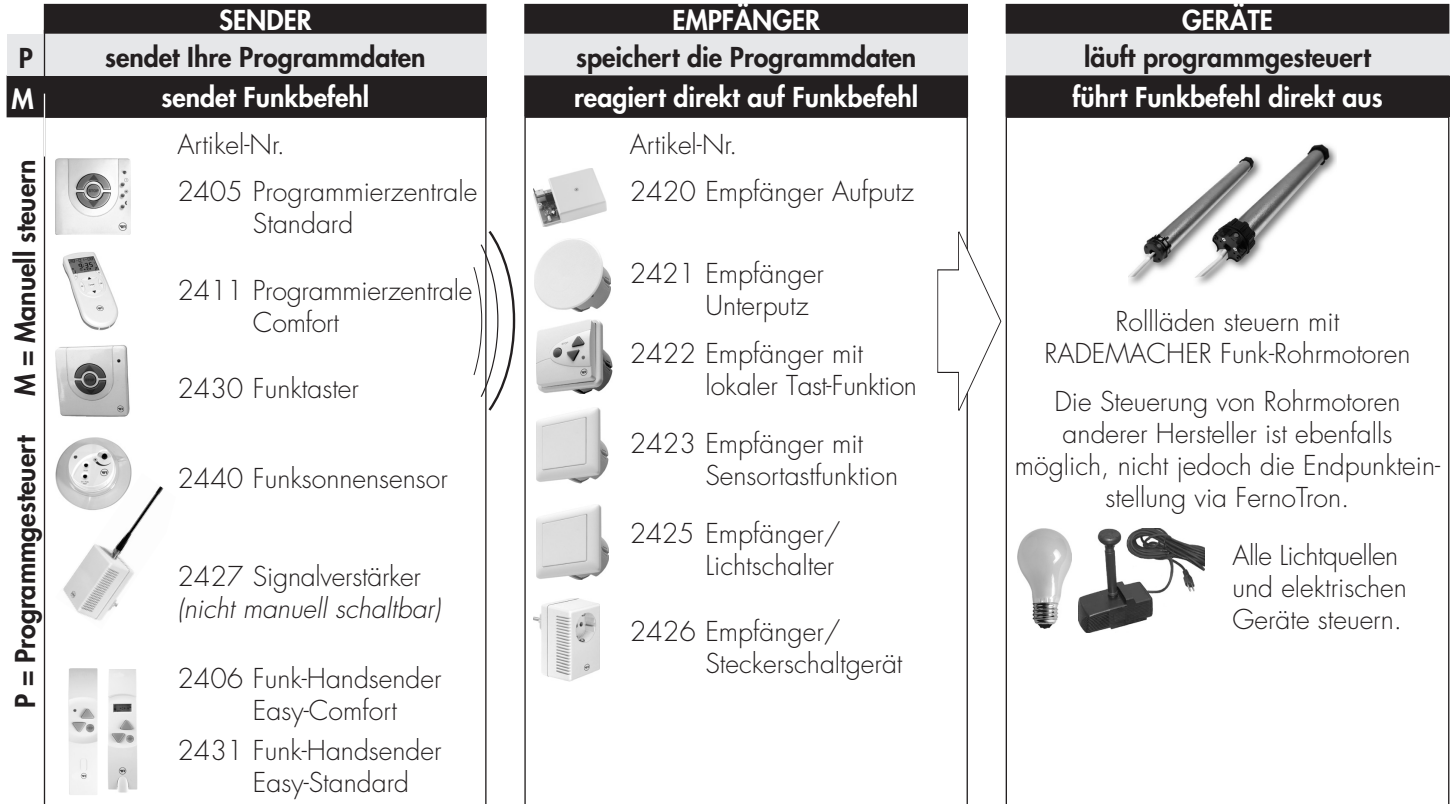 SENDER
P
sendet Ihre Programmdaten
M
sendet Funkbefehl
M = Manuell steuern
P = Programmgesteuert
Artikel-Nr.
2405 Programmierzentrale
Standard
9:35
2411 Programmierzentrale
Comfort
2430 Funktaster
2440 Funksonnensensor
2427 Signalverstärker
(nicht manuell schaltbar)
2406 Funk-Handsender
Easy-Comfort
2431 Funk-Handsender
Easy-Standard
EMPFÄNGER
speichert die Programmdaten
reagiert direkt auf Funkbefehl
Artikel-Nr.
2420 Empfänger Aufputz
2421 Empfänger
Unterputz
2422 Empfänger mit
lokaler Tast-Funktion
2423 Empfänger mit
Sensortastfunktion
2425 Empfänger/
Lichtschalter
2426 Empfänger/
Steckerschaltgerät
GERÄTE
läuft programmgesteuert
führt Funkbefehl direkt aus
Rollläden steuern mit
RADEMACHER Funk-Rohrmotoren
Die Steuerung von Rohrmotoren
anderer Hersteller ist ebenfalls
möglich, nicht jedoch die Endpunktein-
stellung via FernoTron.
Alle Lichtquellen
und elektrischen
Geräte steuern.